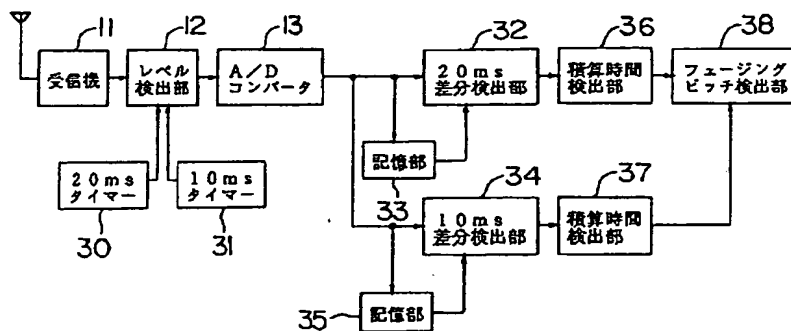 11
12
13
32
36
38
受信機
レベル
検出部
A/D
コンバータ
20ms
差分検出部
積算時間
検出部
フェージング
ピッチ検出部
20ms
タイマー
30
10ms
タイマー
31
記憶部
33
34
10ms
差分検出部
37
積算時間
検出部
35
記憶部